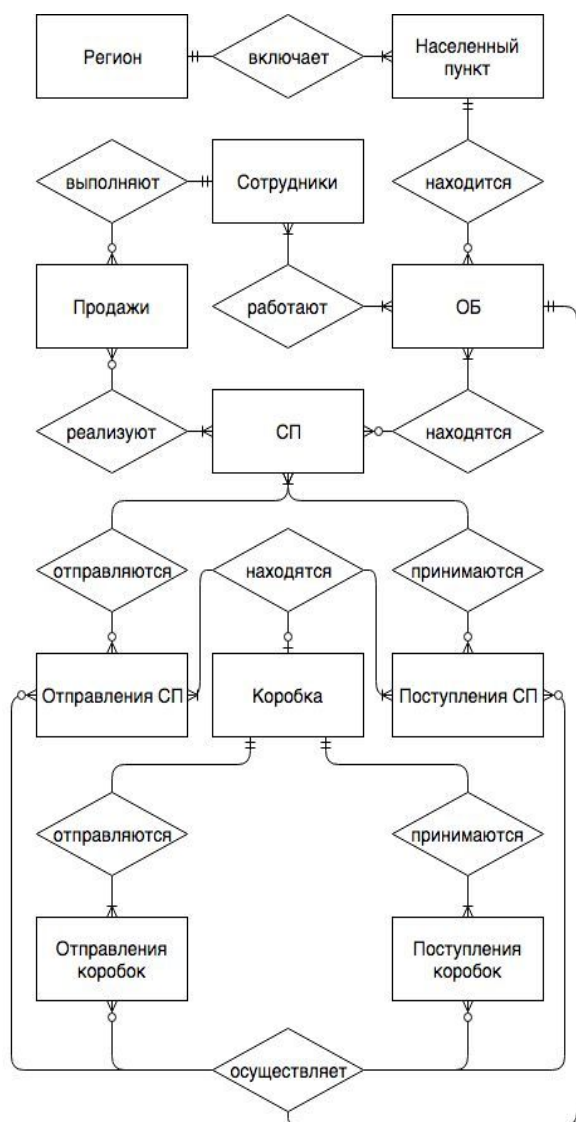 Регион
включает
Населенный
пункт
выполняют
Сотрудники
находится
Продажи
работают
ОБ
реализуют
СП
находятся
отправляются
находятся
принимаются
Отправления СП
Коробка
Поступления СП
отправляются
принимаются
Отправления
коробок
Поступления
коробок
осуществляет